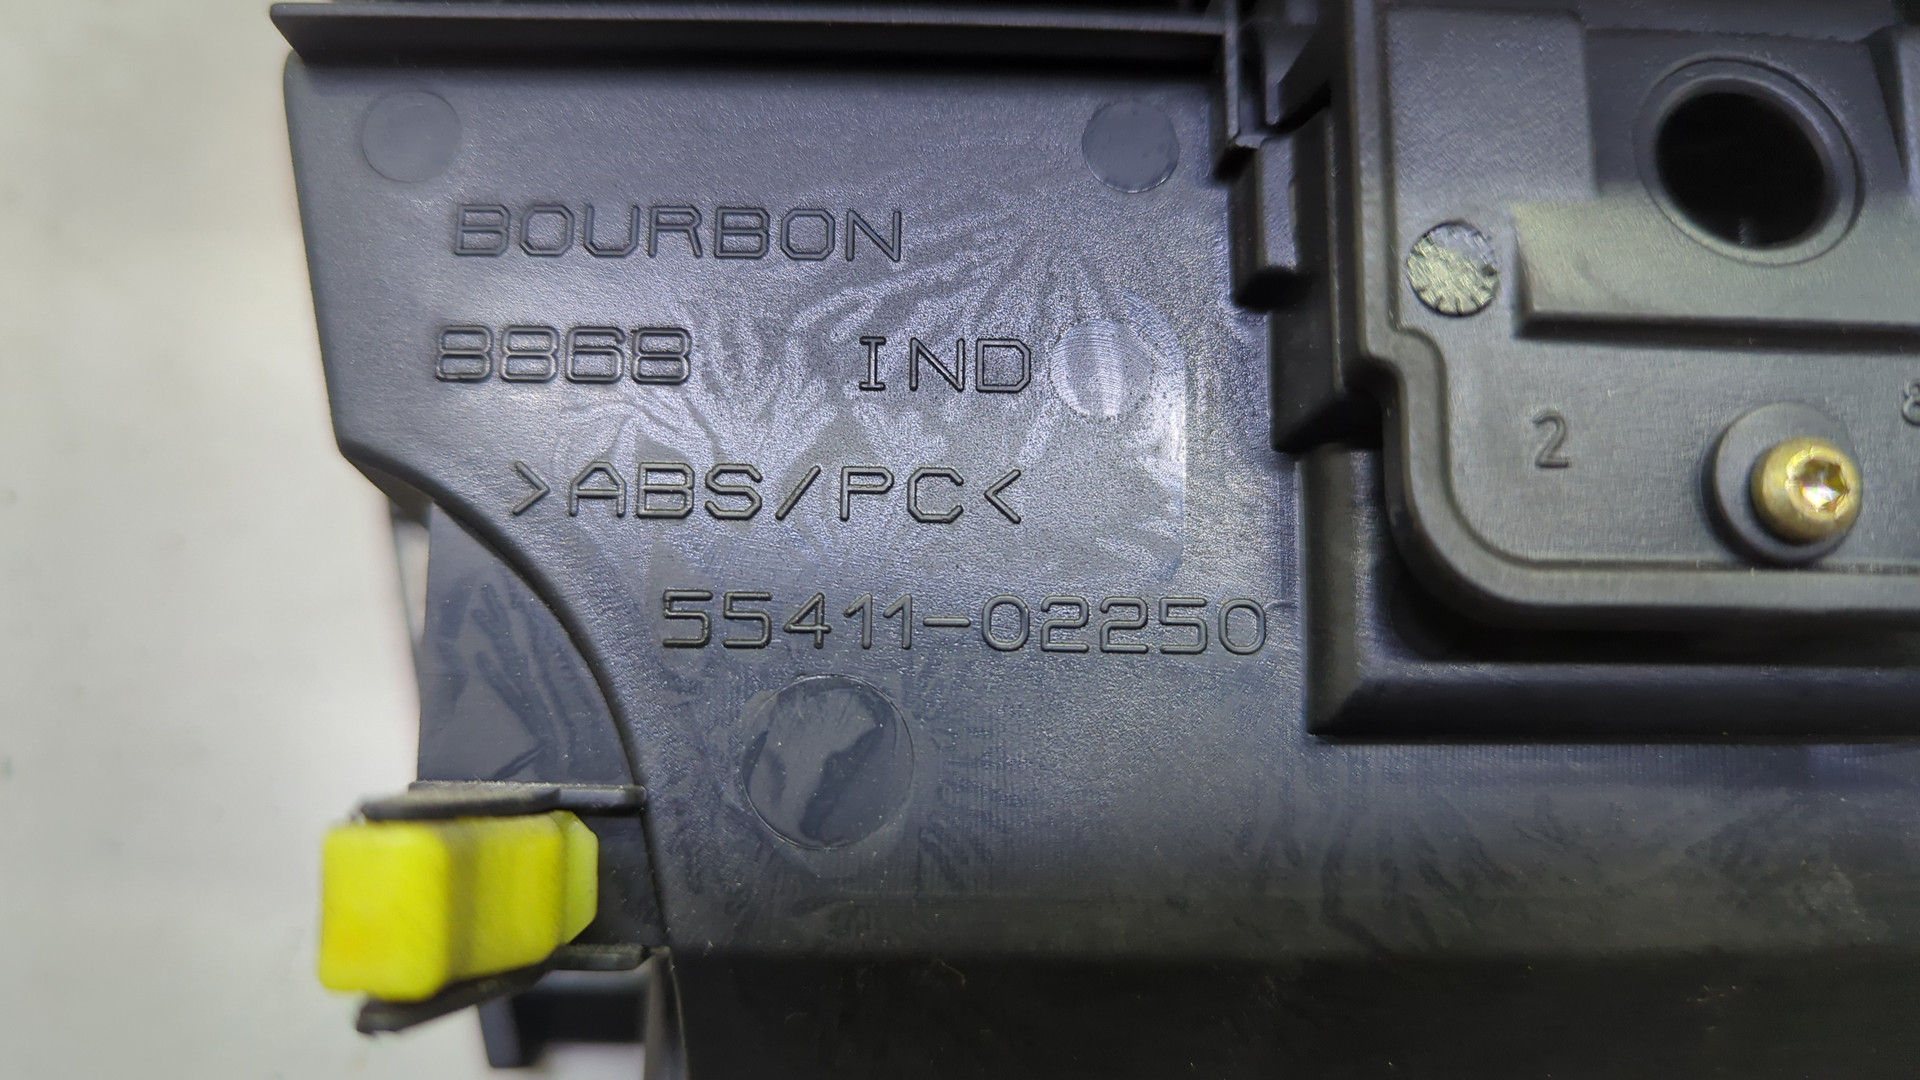 BOURBON
8868 IND
>ABS/PC<
55411-02250
2